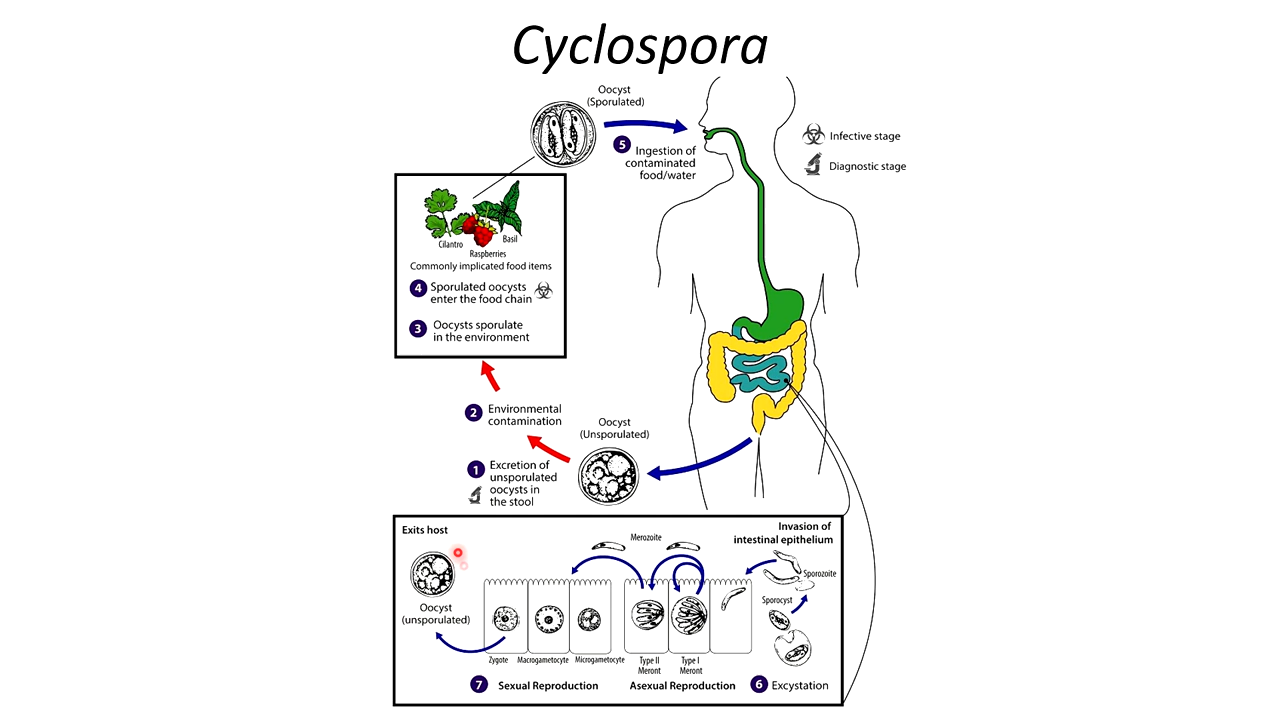 Cyclospora
Oocyst
(Sporulated)
5
Ingestion of
contaminated
food/water
Infective stage
Diagnostic stage
Cilantro
Raspberries
Basil
Commonly implicated food items
4 Sporulated oocysts
enter the food chain
3 Oocysts sporulate
in the environment
2 Environmental
contamination
Oocyst
(Unsporulated)
1 Excretion of
unsporulated
oocysts in
the stool
Exits host
Invasion of
intestinal epithelium
Merozoite
Sporozoite
Sporocyst
Oocyst
(unsporulated)
Zygote
Macrogametocyte
Microgametocyte
Type II
Meront
Type I
Meront
7 Sexual Reproduction
Asexual Reproduction
6 Excystation